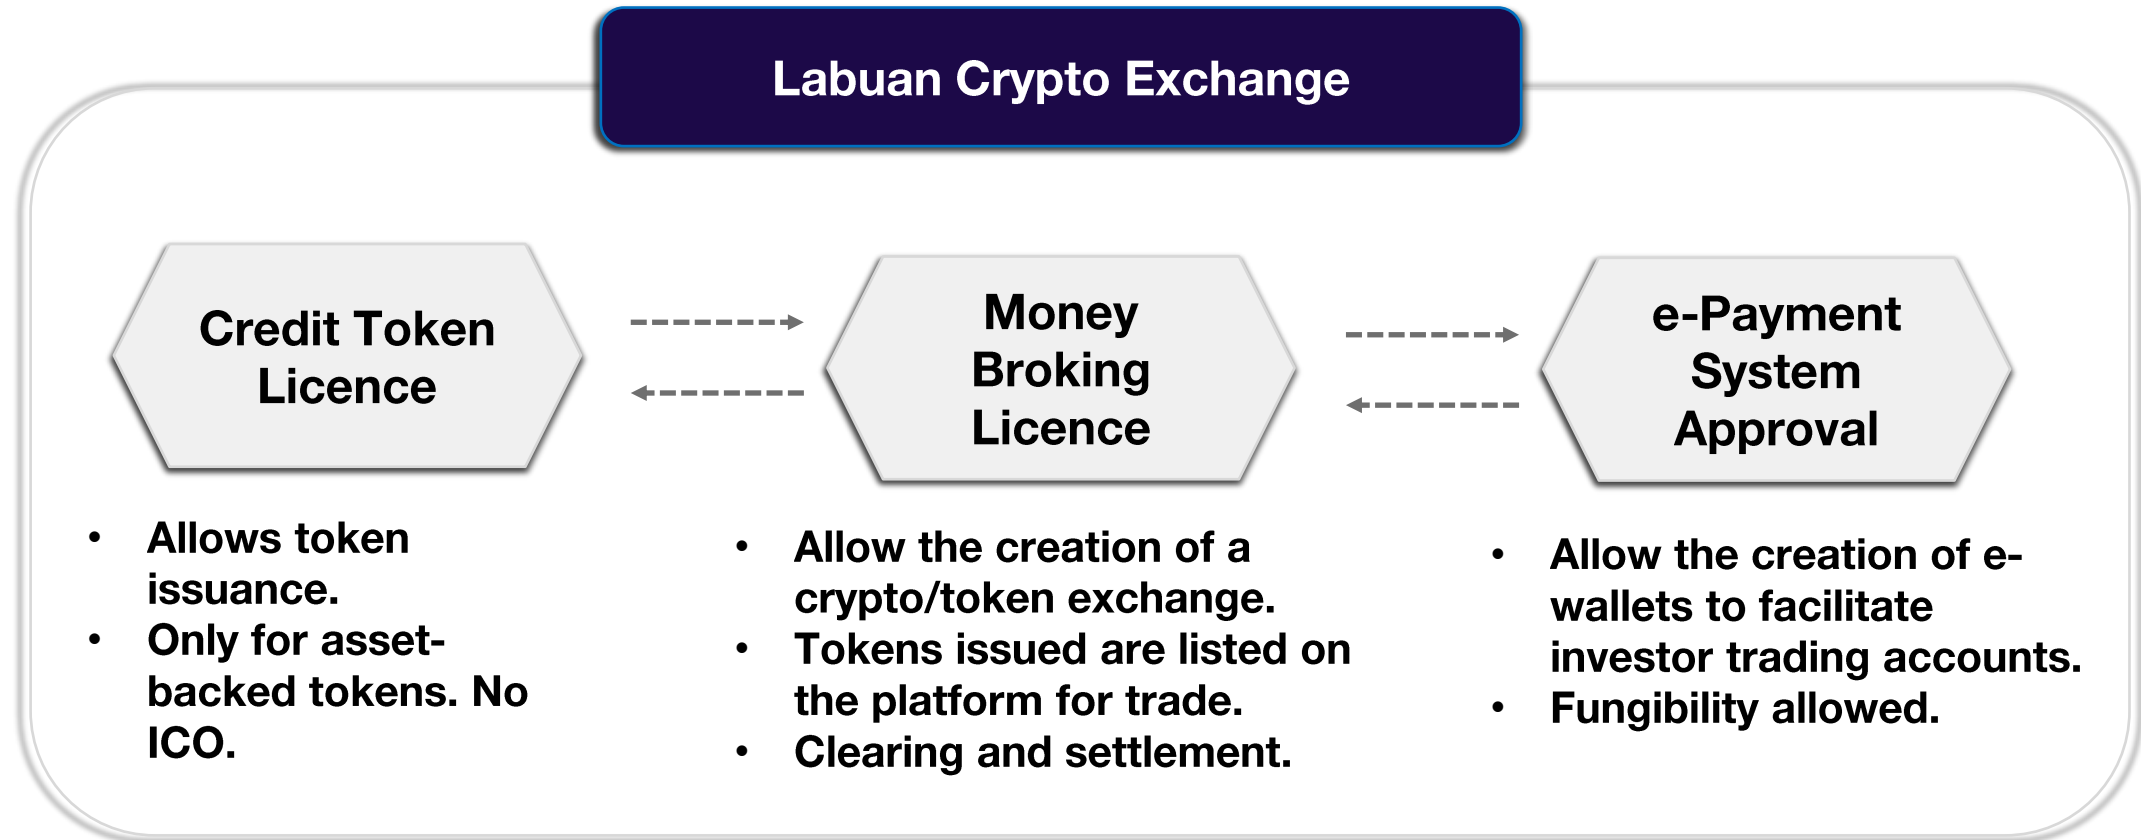 Labuan Crypto Exchange
Credit Token
Licence
Money
Broking
Licence
e-Payment
System
Approval
• Allows token
issuance.
• Only for asset-
backed tokens. No
ICO.
• Allow the creation of a
crypto/token exchange.
• Tokens issued are listed on
the platform for trade.
• Clearing and settlement.
• Allow the creation of e-
wallets to facilitate
investor trading accounts.
• Fungibility allowed.